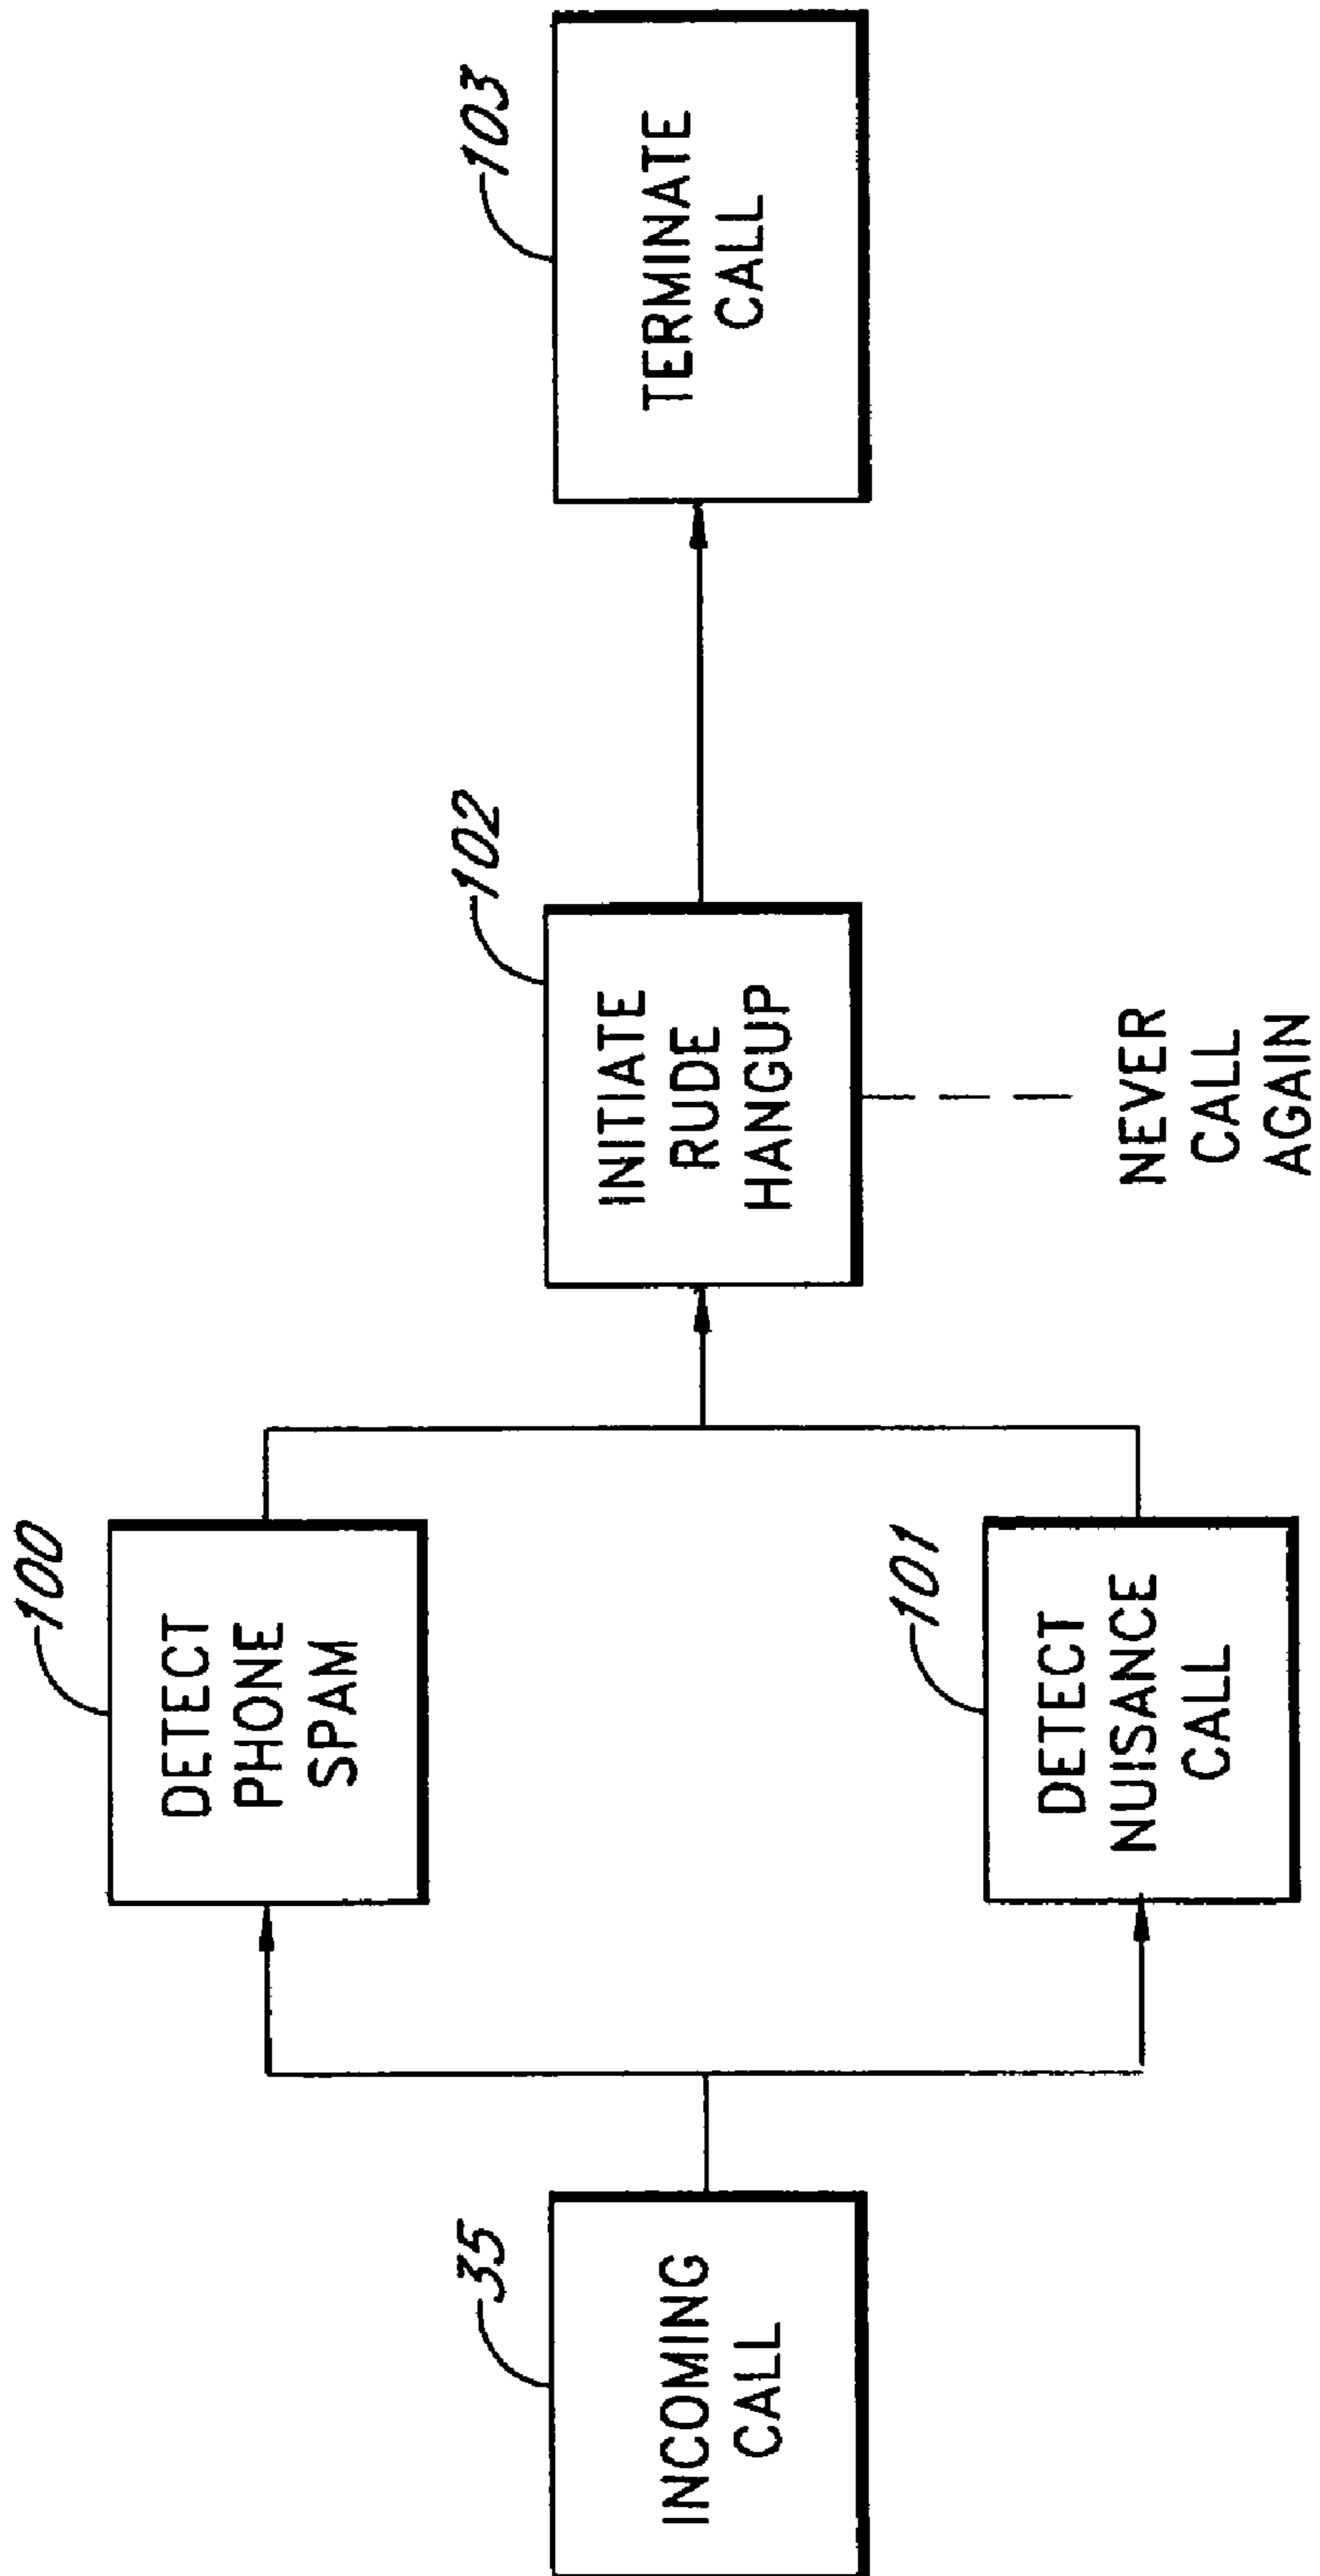 35
INCOMING
CALL
100
DETECT
PHONE
SPAM
101
DETECT
NUISANCE
CALL
102
INITIATE
RUDE
HANGUP
NEVER
CALL
AGAIN
103
TERMINATE
CALL